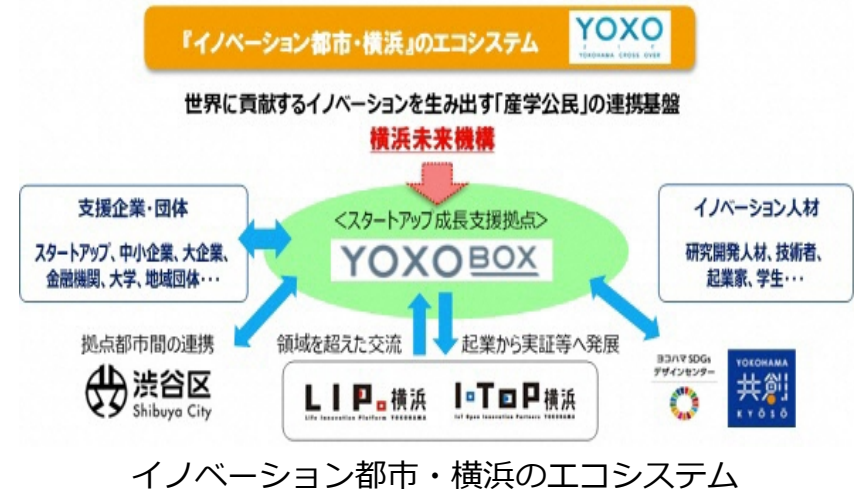 『イノベーション都市・横浜』のエコシステム
YOXO
YOKOHAMA CROSS OVER
世界に貢献するイノベーションを生み出す「産学公民」の連携基盤
横浜未来機構
支援企業・団体
スタートアップ、中小企業、大企業、
金融機関、大学、地域団体・・・
<スタートアップ成長支援拠点>
YOXO BOX
イノベーション人材
研究開発人材、技術者、
起業家、学生・・・
拠点都市間の連携
渋谷区
Shibuya City
領域を超えた交流
起業から実証等へ発展
LIP.横浜
Life Innovation Platform YOKOHAMA
I・TOP横浜
IoT Open Innovation Partners YOKOHAMA
ヨコハマSDGs
デザインセンター
YOKOHAMA
共創
KYŌSŌ
イノベーション都市・横浜のエコシステム